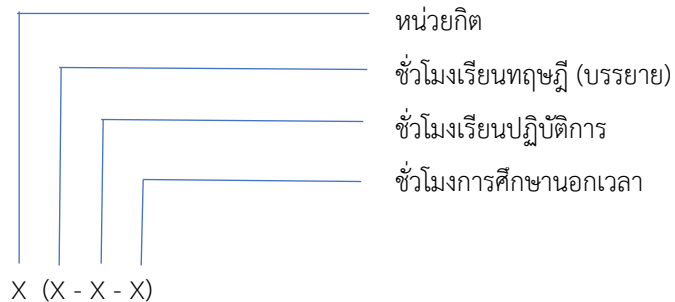 หน่วยกิต
ชั่วโมงเรียนทฤษฎี (บรรยาย)
ชั่วโมงเรียนปฏิบัติการ
ชั่วโมงการศึกษานอกเวลา
X (X - X - X)